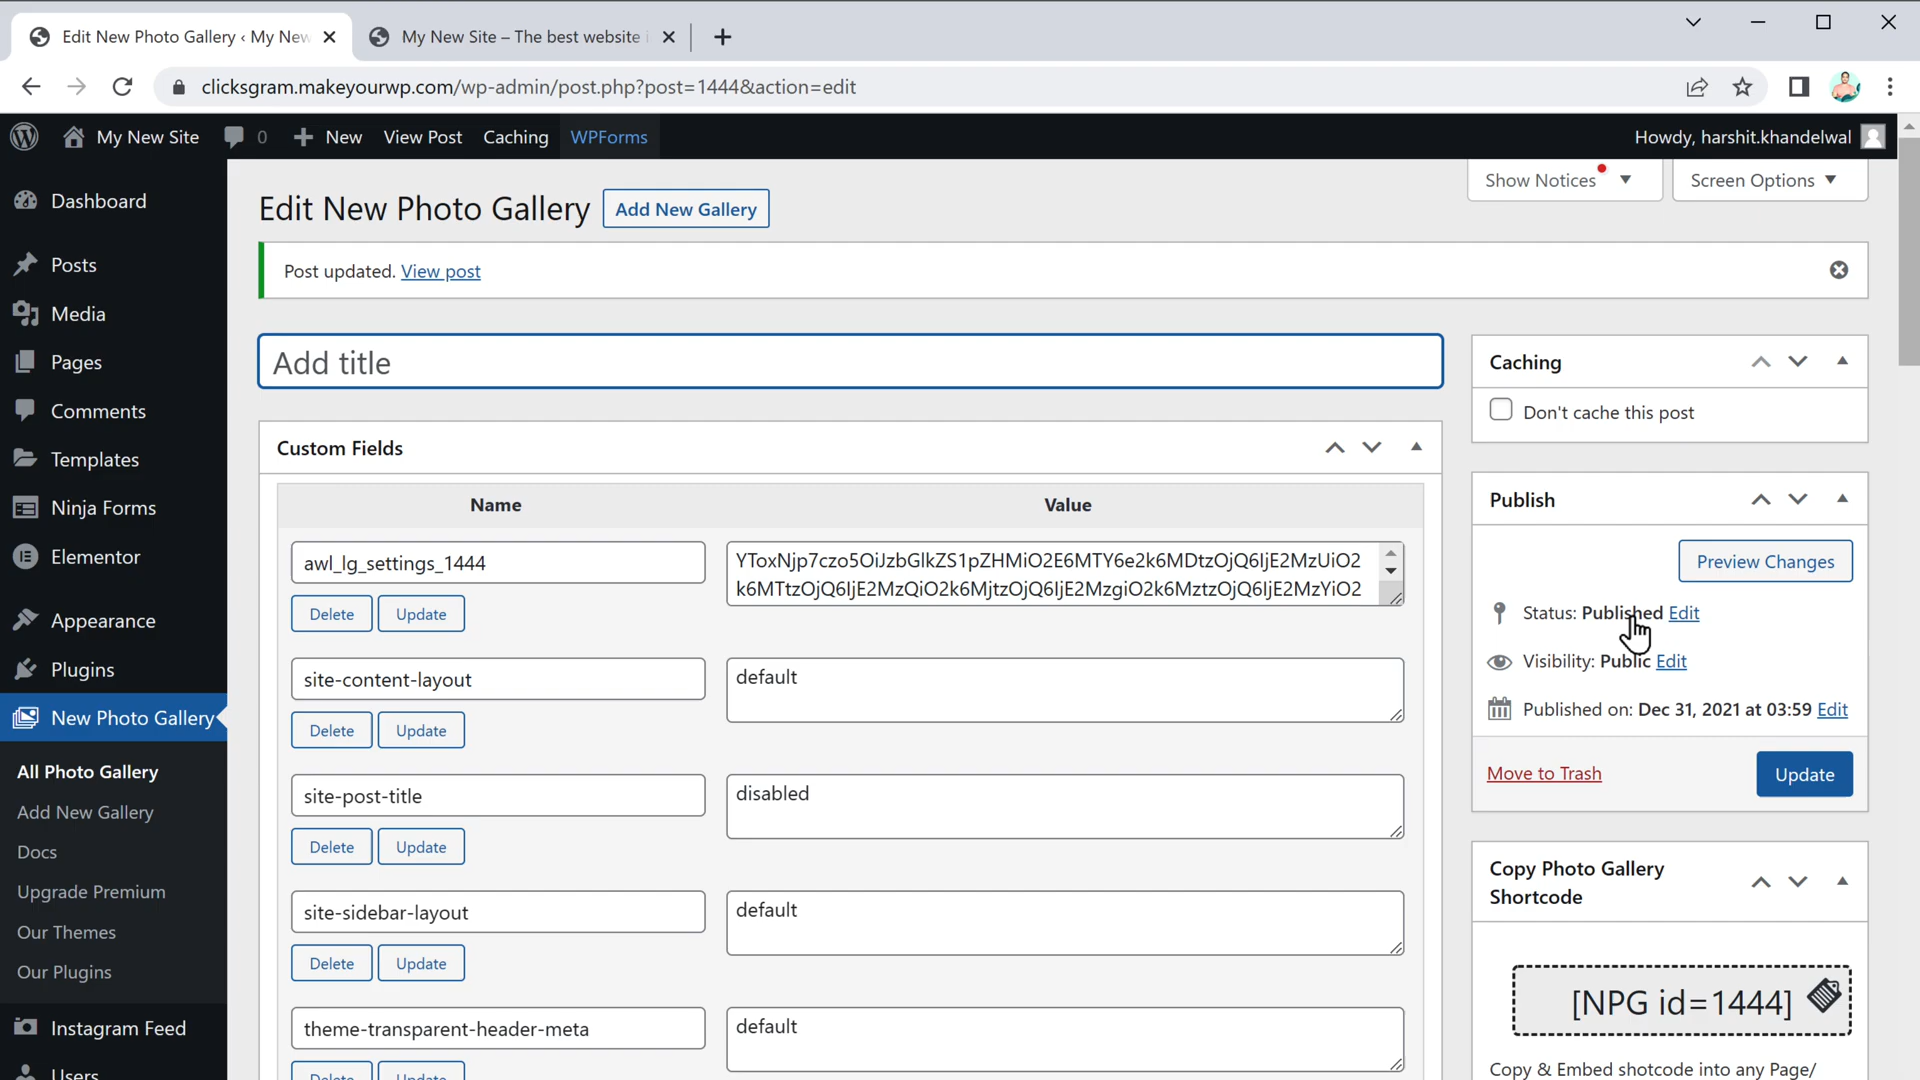 Edit New Photo Gallery ‹ My New
My New Site – The best website i
clicksgram.makeyourwp.com/wp-admin/post.php?post=1444&action=edit
My New Site
0
New
View Post
Caching
WPForms
Howdy, harshit.khandelwal
Dashboard
Posts
Media
Pages
Comments
Templates
Ninja Forms
Elementor
Appearance
Plugins
New Photo Gallery
All Photo Gallery
Add New Gallery
Docs
Upgrade Premium
Our Themes
Our Plugins
Instagram Feed
Users
Show Notices
Screen Options
Edit New Photo Gallery
Add New Gallery
Post updated. View post
Add title
Custom Fields
Name
Value
awl_lg_settings_1444
YToxNjp7czo5OiJzbGlkZS1pZHMiO2E6MTY6e2k6MDtzOjQ6IjE2MzUiO2
k6MTtzOjQ6IjE2MzQiO2k6MjtzOjQ6IjE2MzgiO2k6MztzOjQ6IjE2MzYiO2
Delete
Update
site-content-layout
default
Delete
Update
site-post-title
disabled
Delete
Update
site-sidebar-layout
default
Delete
Update
theme-transparent-header-meta
default
Delete
Update
Caching
Don't cache this post
Publish
Preview Changes
Status: Published Edit
Visibility: Public Edit
Published on: Dec 31, 2021 at 03:59 Edit
Move to Trash
Update
Copy Photo Gallery
Shortcode
[NPG id=1444]
Copy & Embed shotcode into any Page/